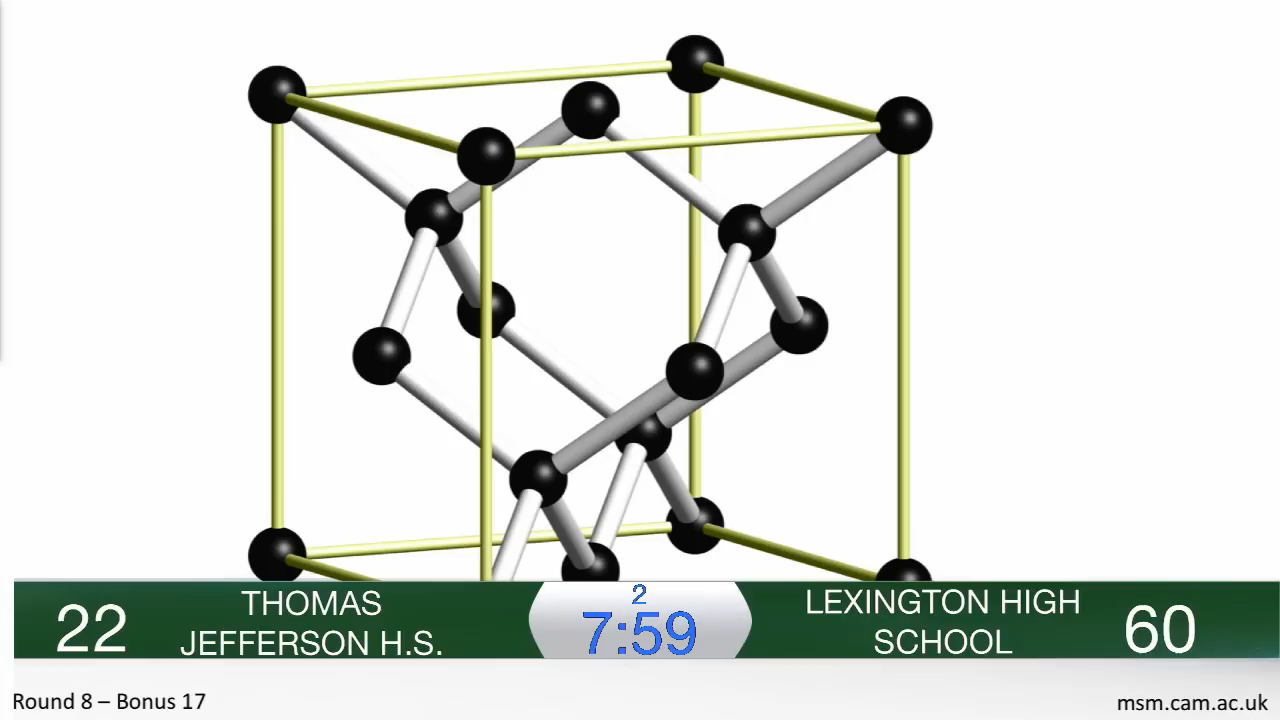 22
THOMAS
JEFFERSON H.S.
2
7:59
LEXINGTON HIGH
SCHOOL
60
Round 8 – Bonus 17
msm.cam.ac.uk